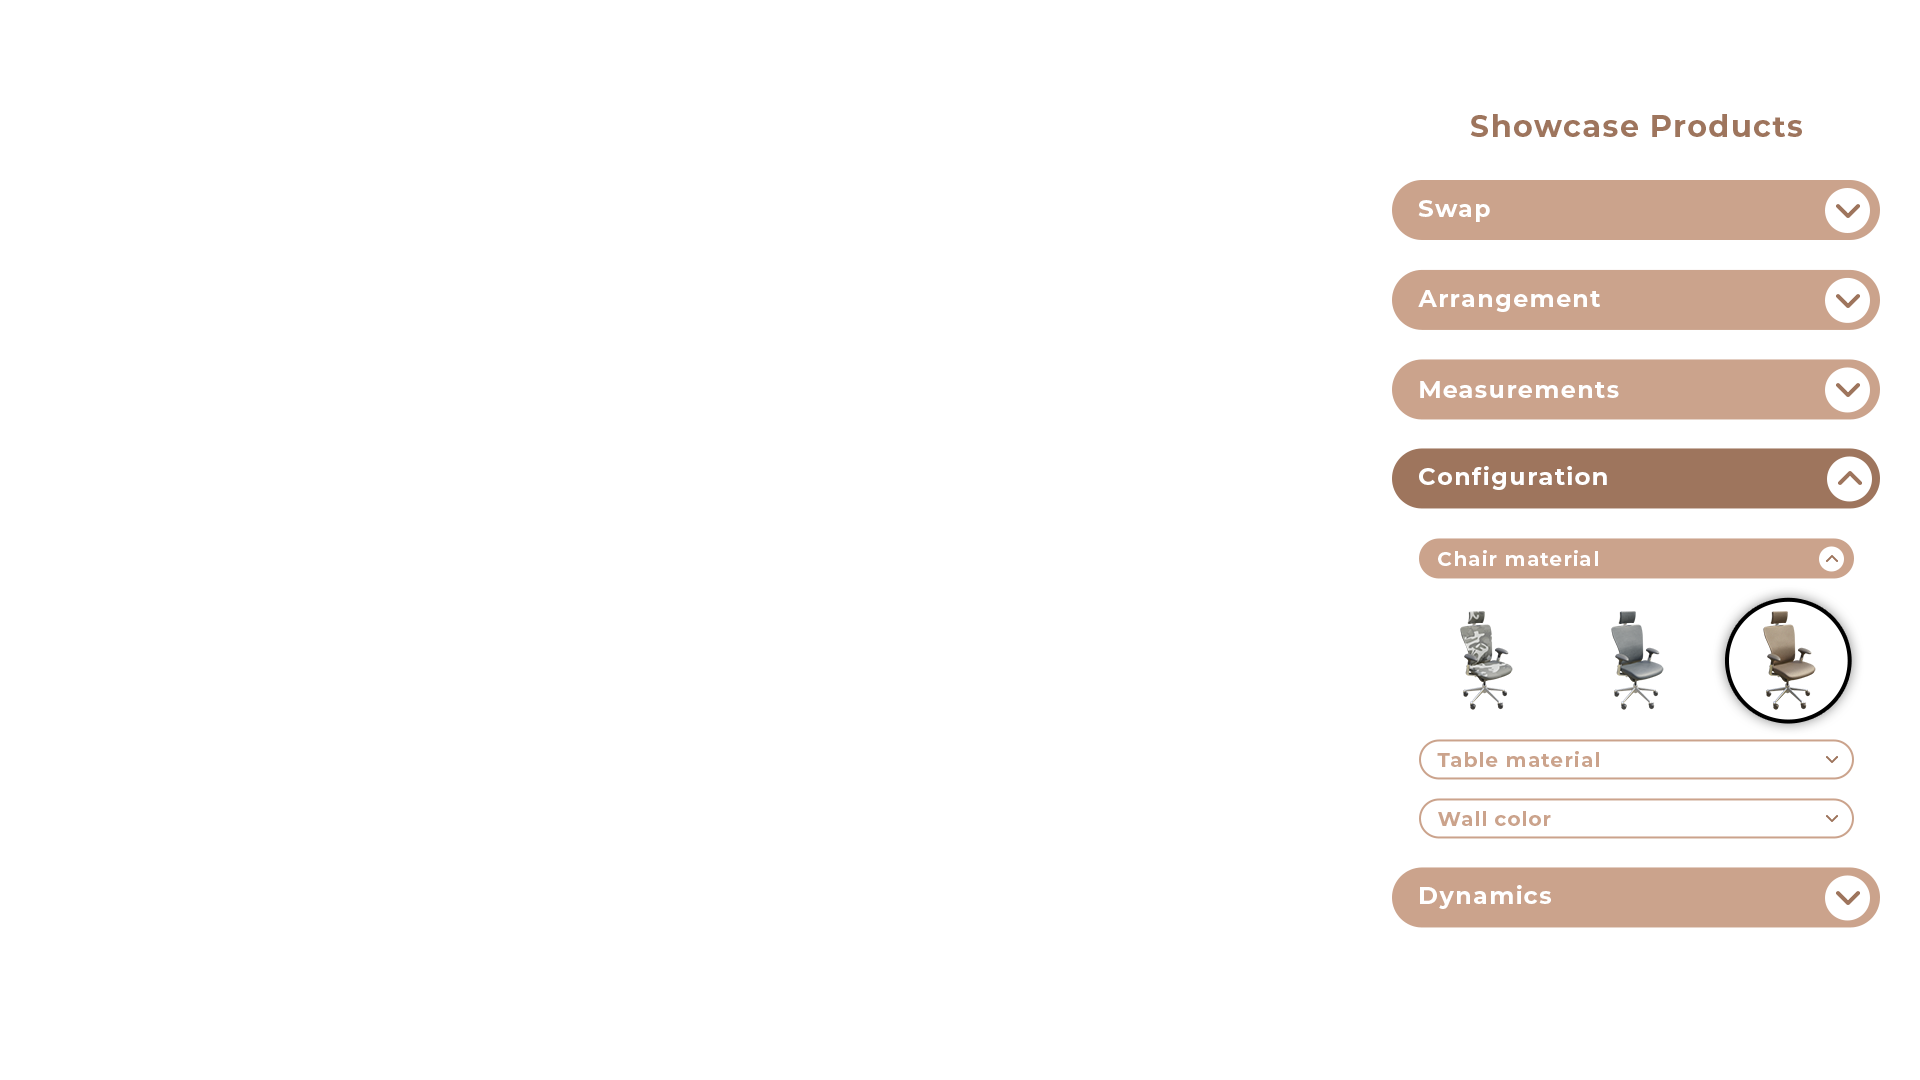 Showcase Products
Swap
Arrangement
Measurements
Configuration
Chair material
Table material
Wall color
Dynamics